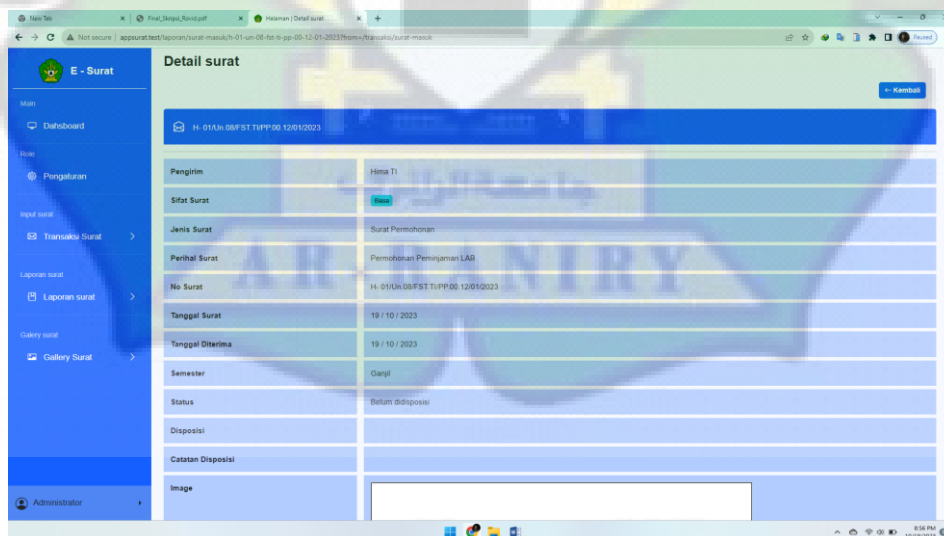 New Tab
Final_Skripsi_Rovid.pdf
Halaman | Detail surat
Not secure | appsurat.test/laporan/surat-masuk/h-01-un-08-fst-ti-pp-00-12-01-2023?from=/transaksi/surat-masuk
Paused
E - Surat
Detail surat
← Kembali
Main
Dahsboard
H- 01/Un.08/FST.TI/PP.00.12/01/2023
Role
Pengaturan
Pengirim Hima TI
Sifat Surat Biasa
Input surat
Transaksi Surat
Jenis Surat Surat Permohonan
Perihal Surat Permohonan Peminjaman LAB
Laporan surat
Laporan surat
No Surat H- 01/Un.08/FST.TI/PP.00.12/01/2023
Tanggal Surat 19 / 10 / 2023
Galery surat
Gallery Surat
Tanggal Diterima 19 / 10 / 2023
Semester Ganjil
Status Belum didisposisi
Disposisi
Catatan Disposisi
Image
Administrator
جامعة الرانيري
AR-RANIRY
8:56 PM